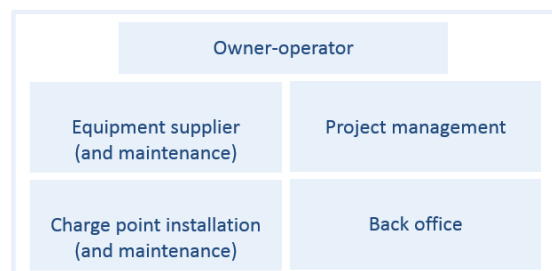 Owner-operator
Equipment supplier
(and maintenance)
Project management
Charge point installation
(and maintenance)
Back office